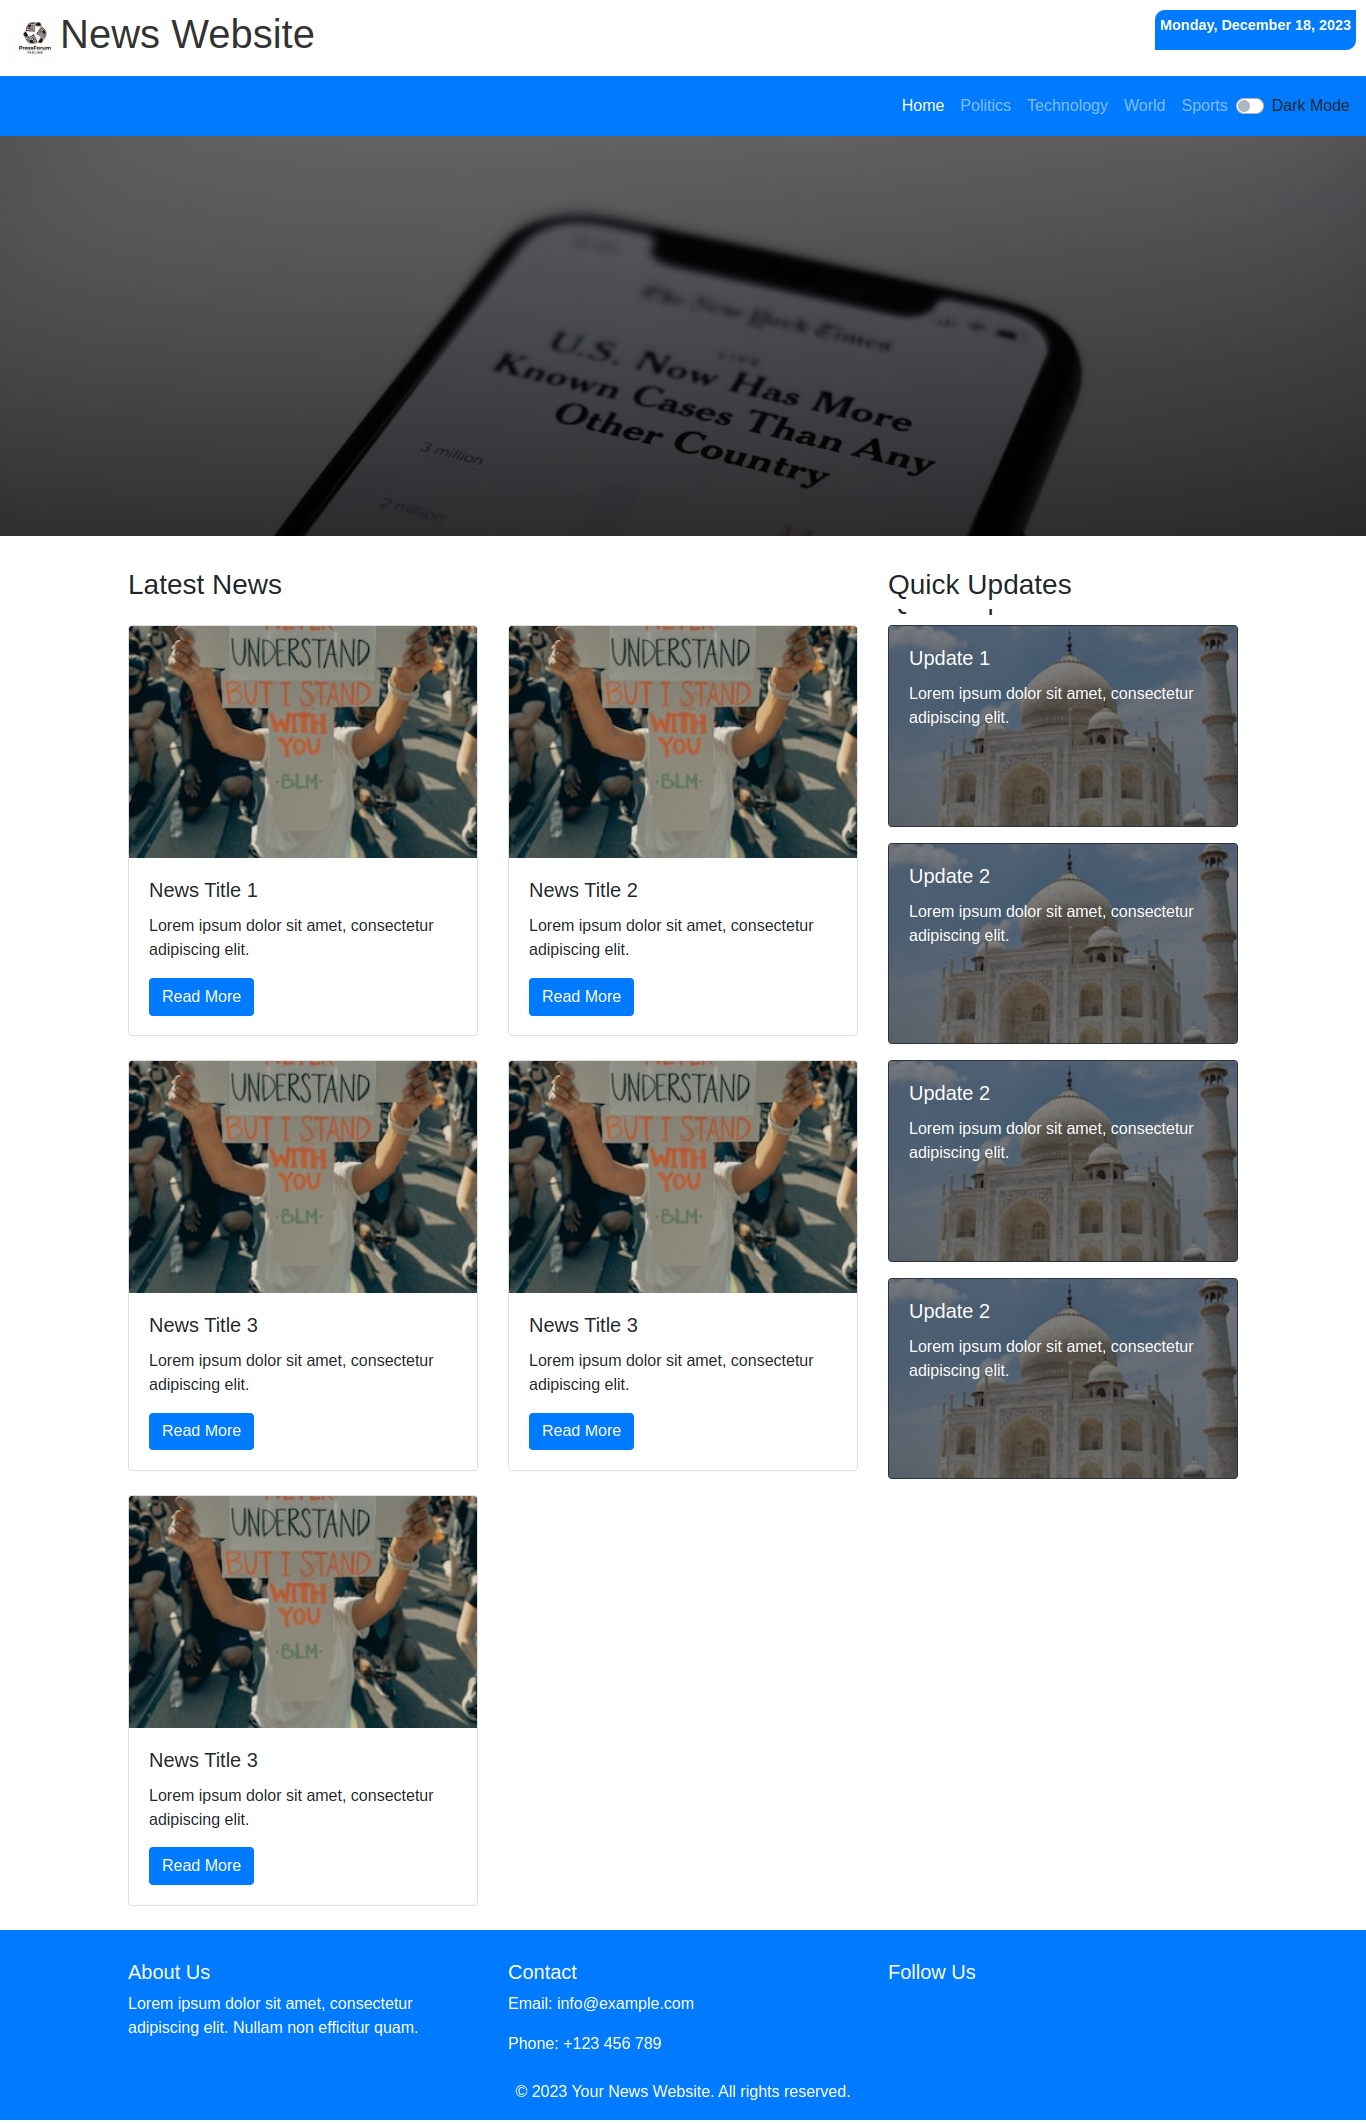 PressForum
News Website
Monday, December 18, 2023
Home Politics Technology World Sports Dark Mode
The New York Times
LIVE
U.S. Now Has More
Known Cases Than Any
Other Country
3 million
2 million
Latest News
Quick Updates
UNDERSTAND
BUT I STAND
WITH
YOU
·BLM·
News Title 1
Lorem ipsum dolor sit amet, consectetur
adipiscing elit.
Read More
UNDERSTAND
BUT I STAND
WITH
YOU
·BLM·
News Title 2
Lorem ipsum dolor sit amet, consectetur
adipiscing elit.
Read More
Update 1
Lorem ipsum dolor sit amet, consectetur
adipiscing elit.
Update 2
Lorem ipsum dolor sit amet, consectetur
adipiscing elit.
UNDERSTAND
BUT I STAND
WITH
YOU
·BLM·
News Title 3
Lorem ipsum dolor sit amet, consectetur
adipiscing elit.
Read More
UNDERSTAND
BUT I STAND
WITH
YOU
·BLM·
News Title 3
Lorem ipsum dolor sit amet, consectetur
adipiscing elit.
Read More
Update 2
Lorem ipsum dolor sit amet, consectetur
adipiscing elit.
Update 2
Lorem ipsum dolor sit amet, consectetur
adipiscing elit.
UNDERSTAND
BUT I STAND
WITH
YOU
·BLM·
News Title 3
Lorem ipsum dolor sit amet, consectetur
adipiscing elit.
Read More
About Us
Lorem ipsum dolor sit amet, consectetur
adipiscing elit. Nullam non efficitur quam.
Contact
Email: info@example.com
Phone: +123 456 789
Follow Us
© 2023 Your News Website. All rights reserved.